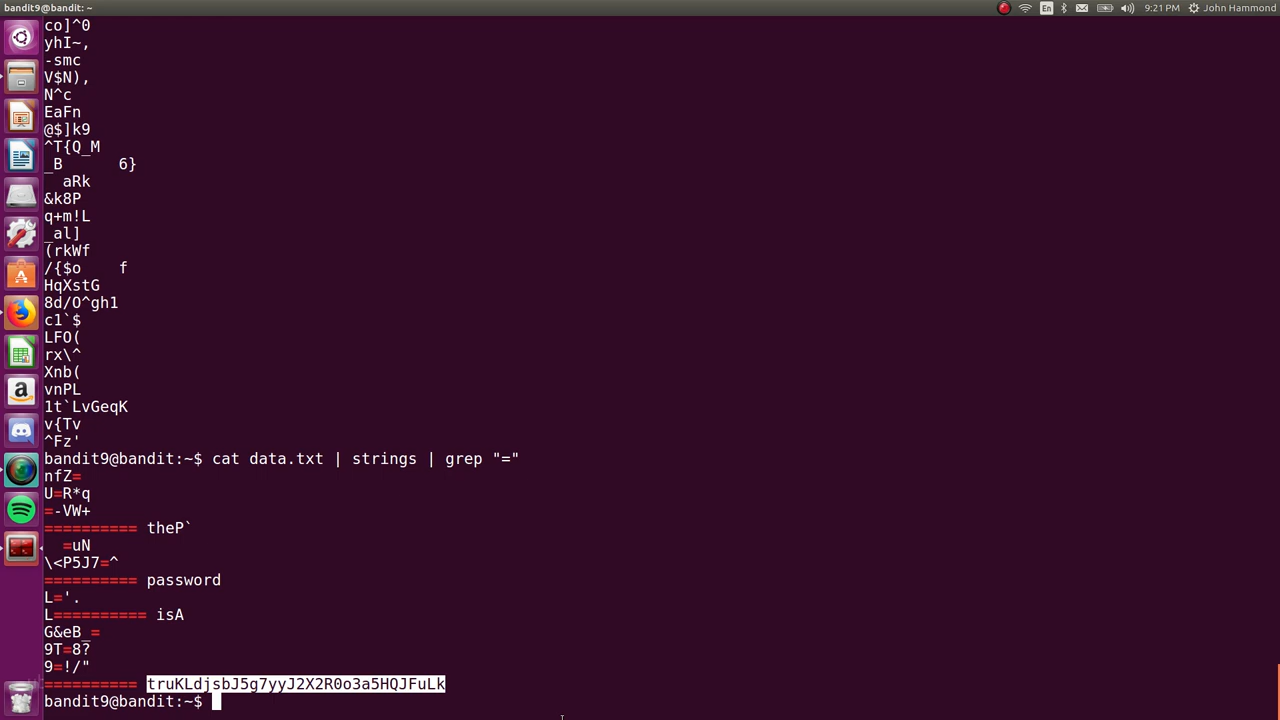 bandit9@bandit: ~
En
9:21 PM
John Hammond
co]^0
yhI~,
-smc
V$N),
N^c
EaFn
@$]k9
^T{Q_M
_B      6}
  aRk
&k8P
q+m!L
_al]
(rkWf
/{$o    f
HqXstG
8d/O^gh1
c1`$
LFO(
rx\^
Xnb(
vnPL
1t`LvGeqK
v{Tv
^Fz'
bandit9@bandit:~$ cat data.txt | strings | grep "="
nfZ=
U=R*q
=-VW+
========== theP`
  =uN
\<P5J7=^
========== password
L='.
L========== isA
G&eB_=
9T=8?
9=!/"
========== truKLdjsbJ5g7yyJ2X2R0o3a5HQJFuLk
bandit9@bandit:~$